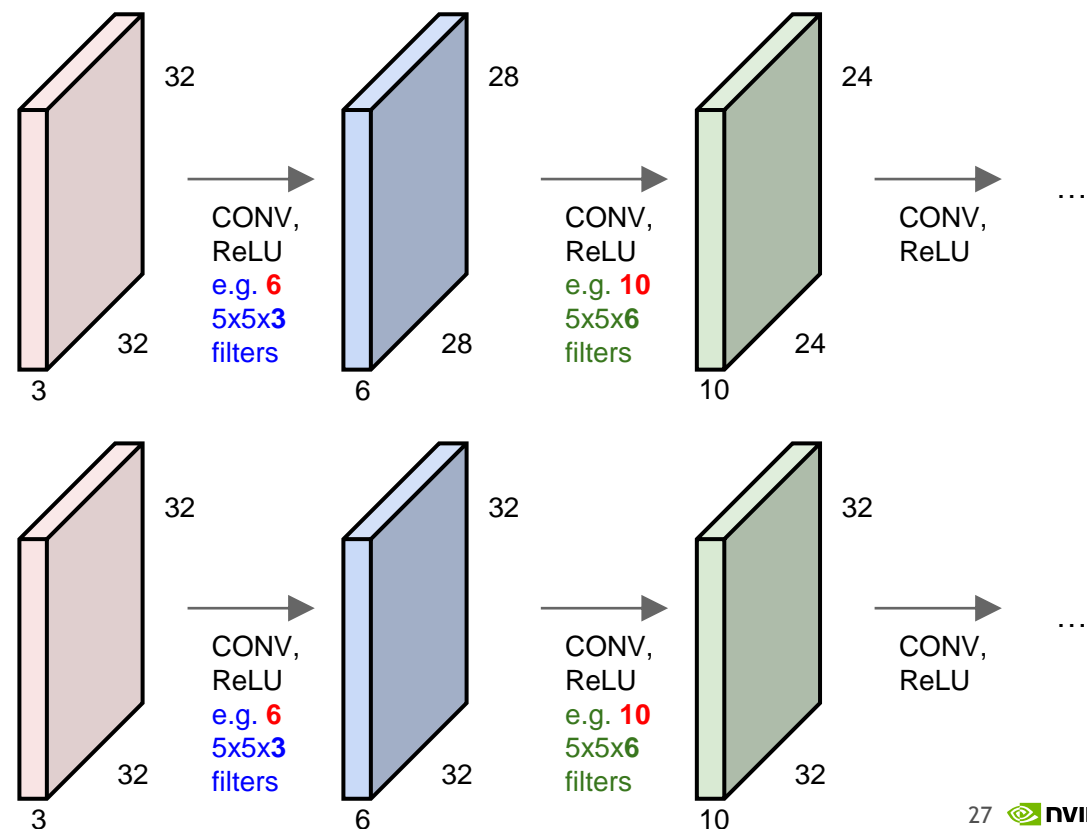 32
28
24
CONV,
ReLU
e.g. 6
5x5x3
filters
CONV,
ReLU
e.g. 10
5x5x6
filters
CONV,
ReLU
…
32
28
24
3
6
10
32
32
32
CONV,
ReLU
e.g. 6
5x5x3
filters
CONV,
ReLU
e.g. 10
5x5x6
filters
CONV,
ReLU
…
32
32
32
3
6
10
27